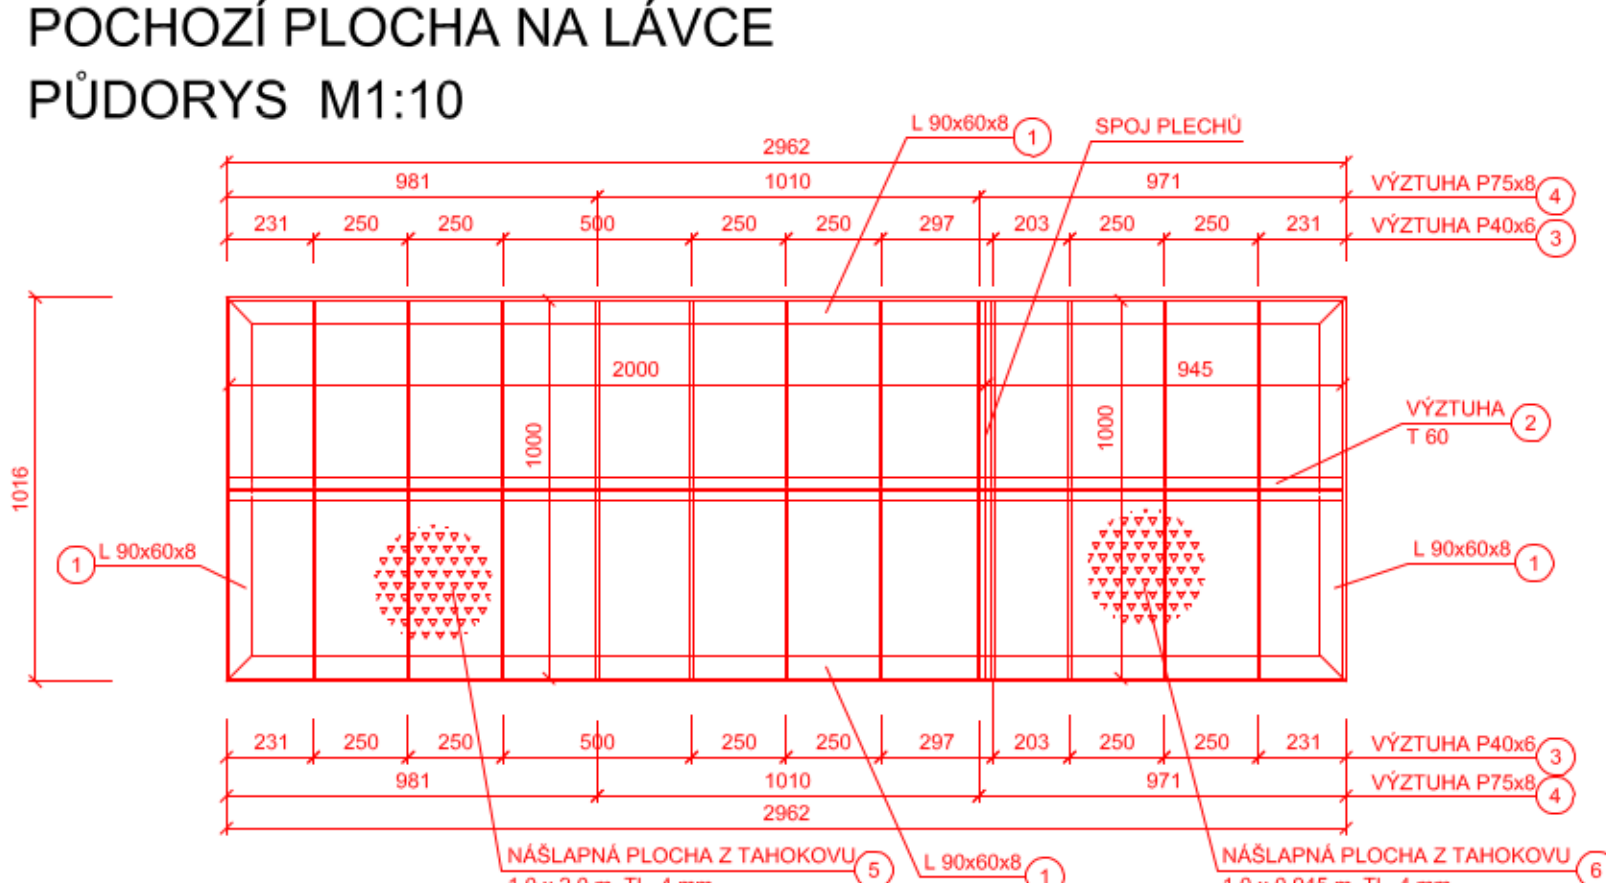 POCHOZÍ PLOCHA NA LÁVCE
PŮDORYS M1:10
L 90x60x8 1
SPOJ PLECHŮ
2962
981 1010 971 VÝZTUHA P75x8 4
231 250 250 500 250 250 297 203 250 250 231 VÝZTUHA P40x6 3
2000 945
1000 1000
VÝZTUHA 2
T 60
1016
1 L 90x60x8
L 90x60x8 1
231 250 250 500 250 250 297 203 250 250 231 VÝZTUHA P40x6 3
981 1010 971 VÝZTUHA P75x8 4
2962
NÁŠLAPNÁ PLOCHA Z TAHOKOVU 5
L 90x60x8 1
NÁŠLAPNÁ PLOCHA Z TAHOKOVU 6